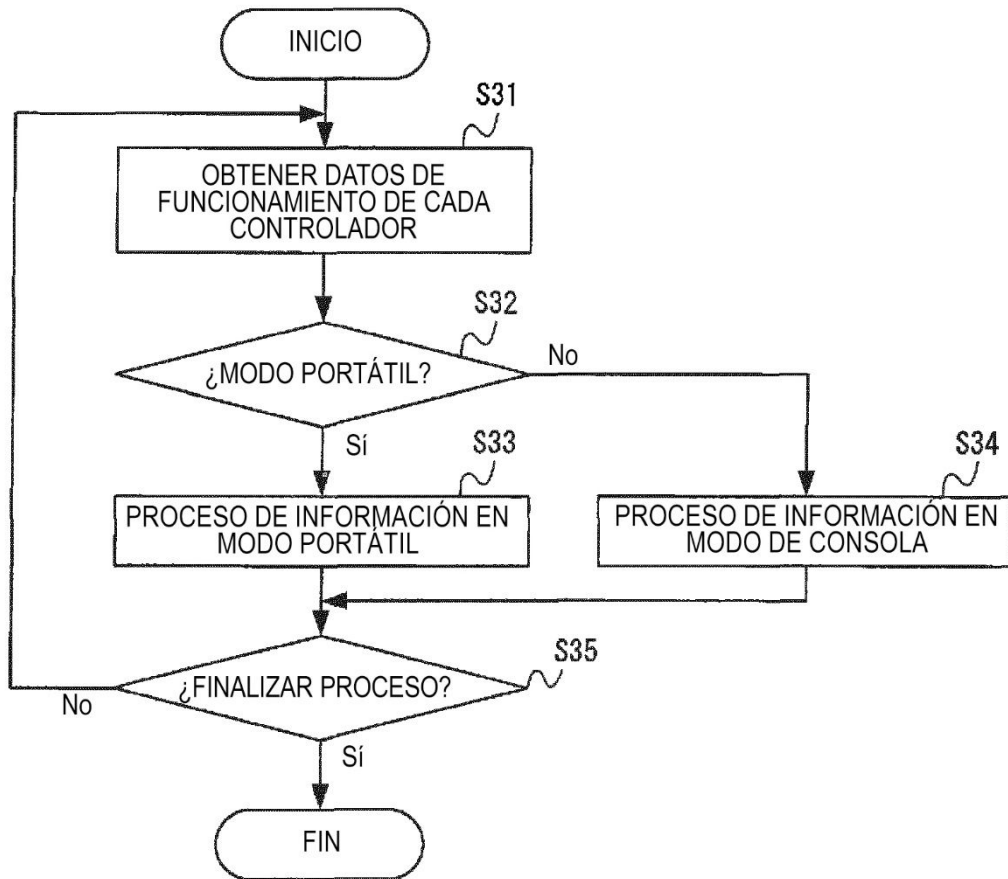 INICIO
S31
OBTENER DATOS DE
FUNCIONAMIENTO DE CADA
CONTROLADOR
S32
¿MODO PORTÁTIL?
No
Sí
S33
PROCESO DE INFORMACIÓN EN
MODO PORTÁTIL
S34
PROCESO DE INFORMACIÓN EN
MODO DE CONSOLA
S35
¿FINALIZAR PROCESO?
No
Sí
FIN